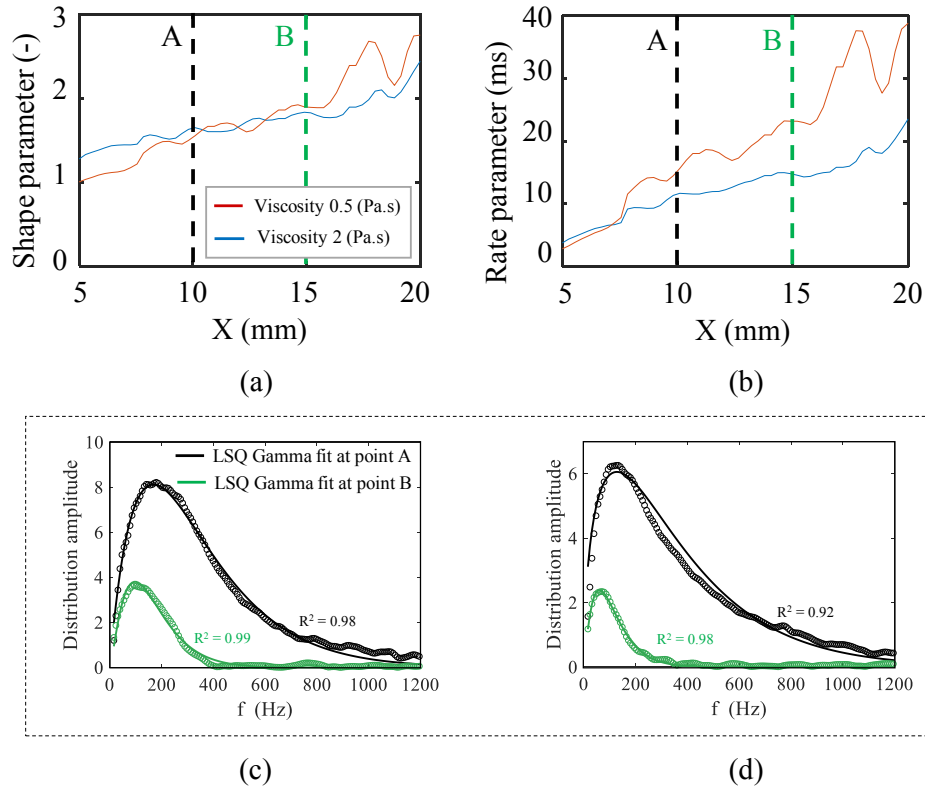 A
B
Shape parameter (-)
3
2
1
0
Viscosity 0.5 (Pa.s)
Viscosity 2 (Pa.s)
5 10 15 20
X (mm)
(a)
A
B
Rate parameter (ms)
40
30
20
10
0
5 10 15 20
X (mm)
(b)
Distribution amplitude
10
8
6
4
2
0
LSQ Gamma fit at point A
LSQ Gamma fit at point B
R² = 0.98
R² = 0.99
0 200 400 600 800 1000 1200
f (Hz)
(c)
Distribution amplitude
6
4
2
0
R² = 0.92
R² = 0.98
0 200 400 600 800 1000 1200
f (Hz)
(d)